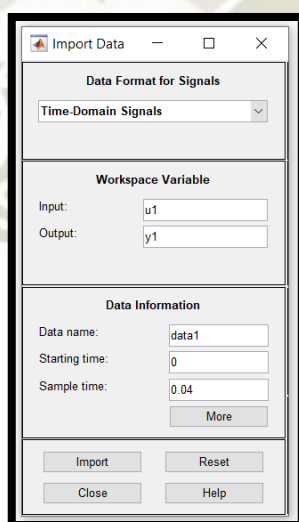 Import Data
Data Format for Signals
Time-Domain Signals
Workspace Variable
Input: u1
Output: y1
Data Information
Data name: data1
Starting time: 0
Sample time: 0.04
More
Import Reset
Close Help